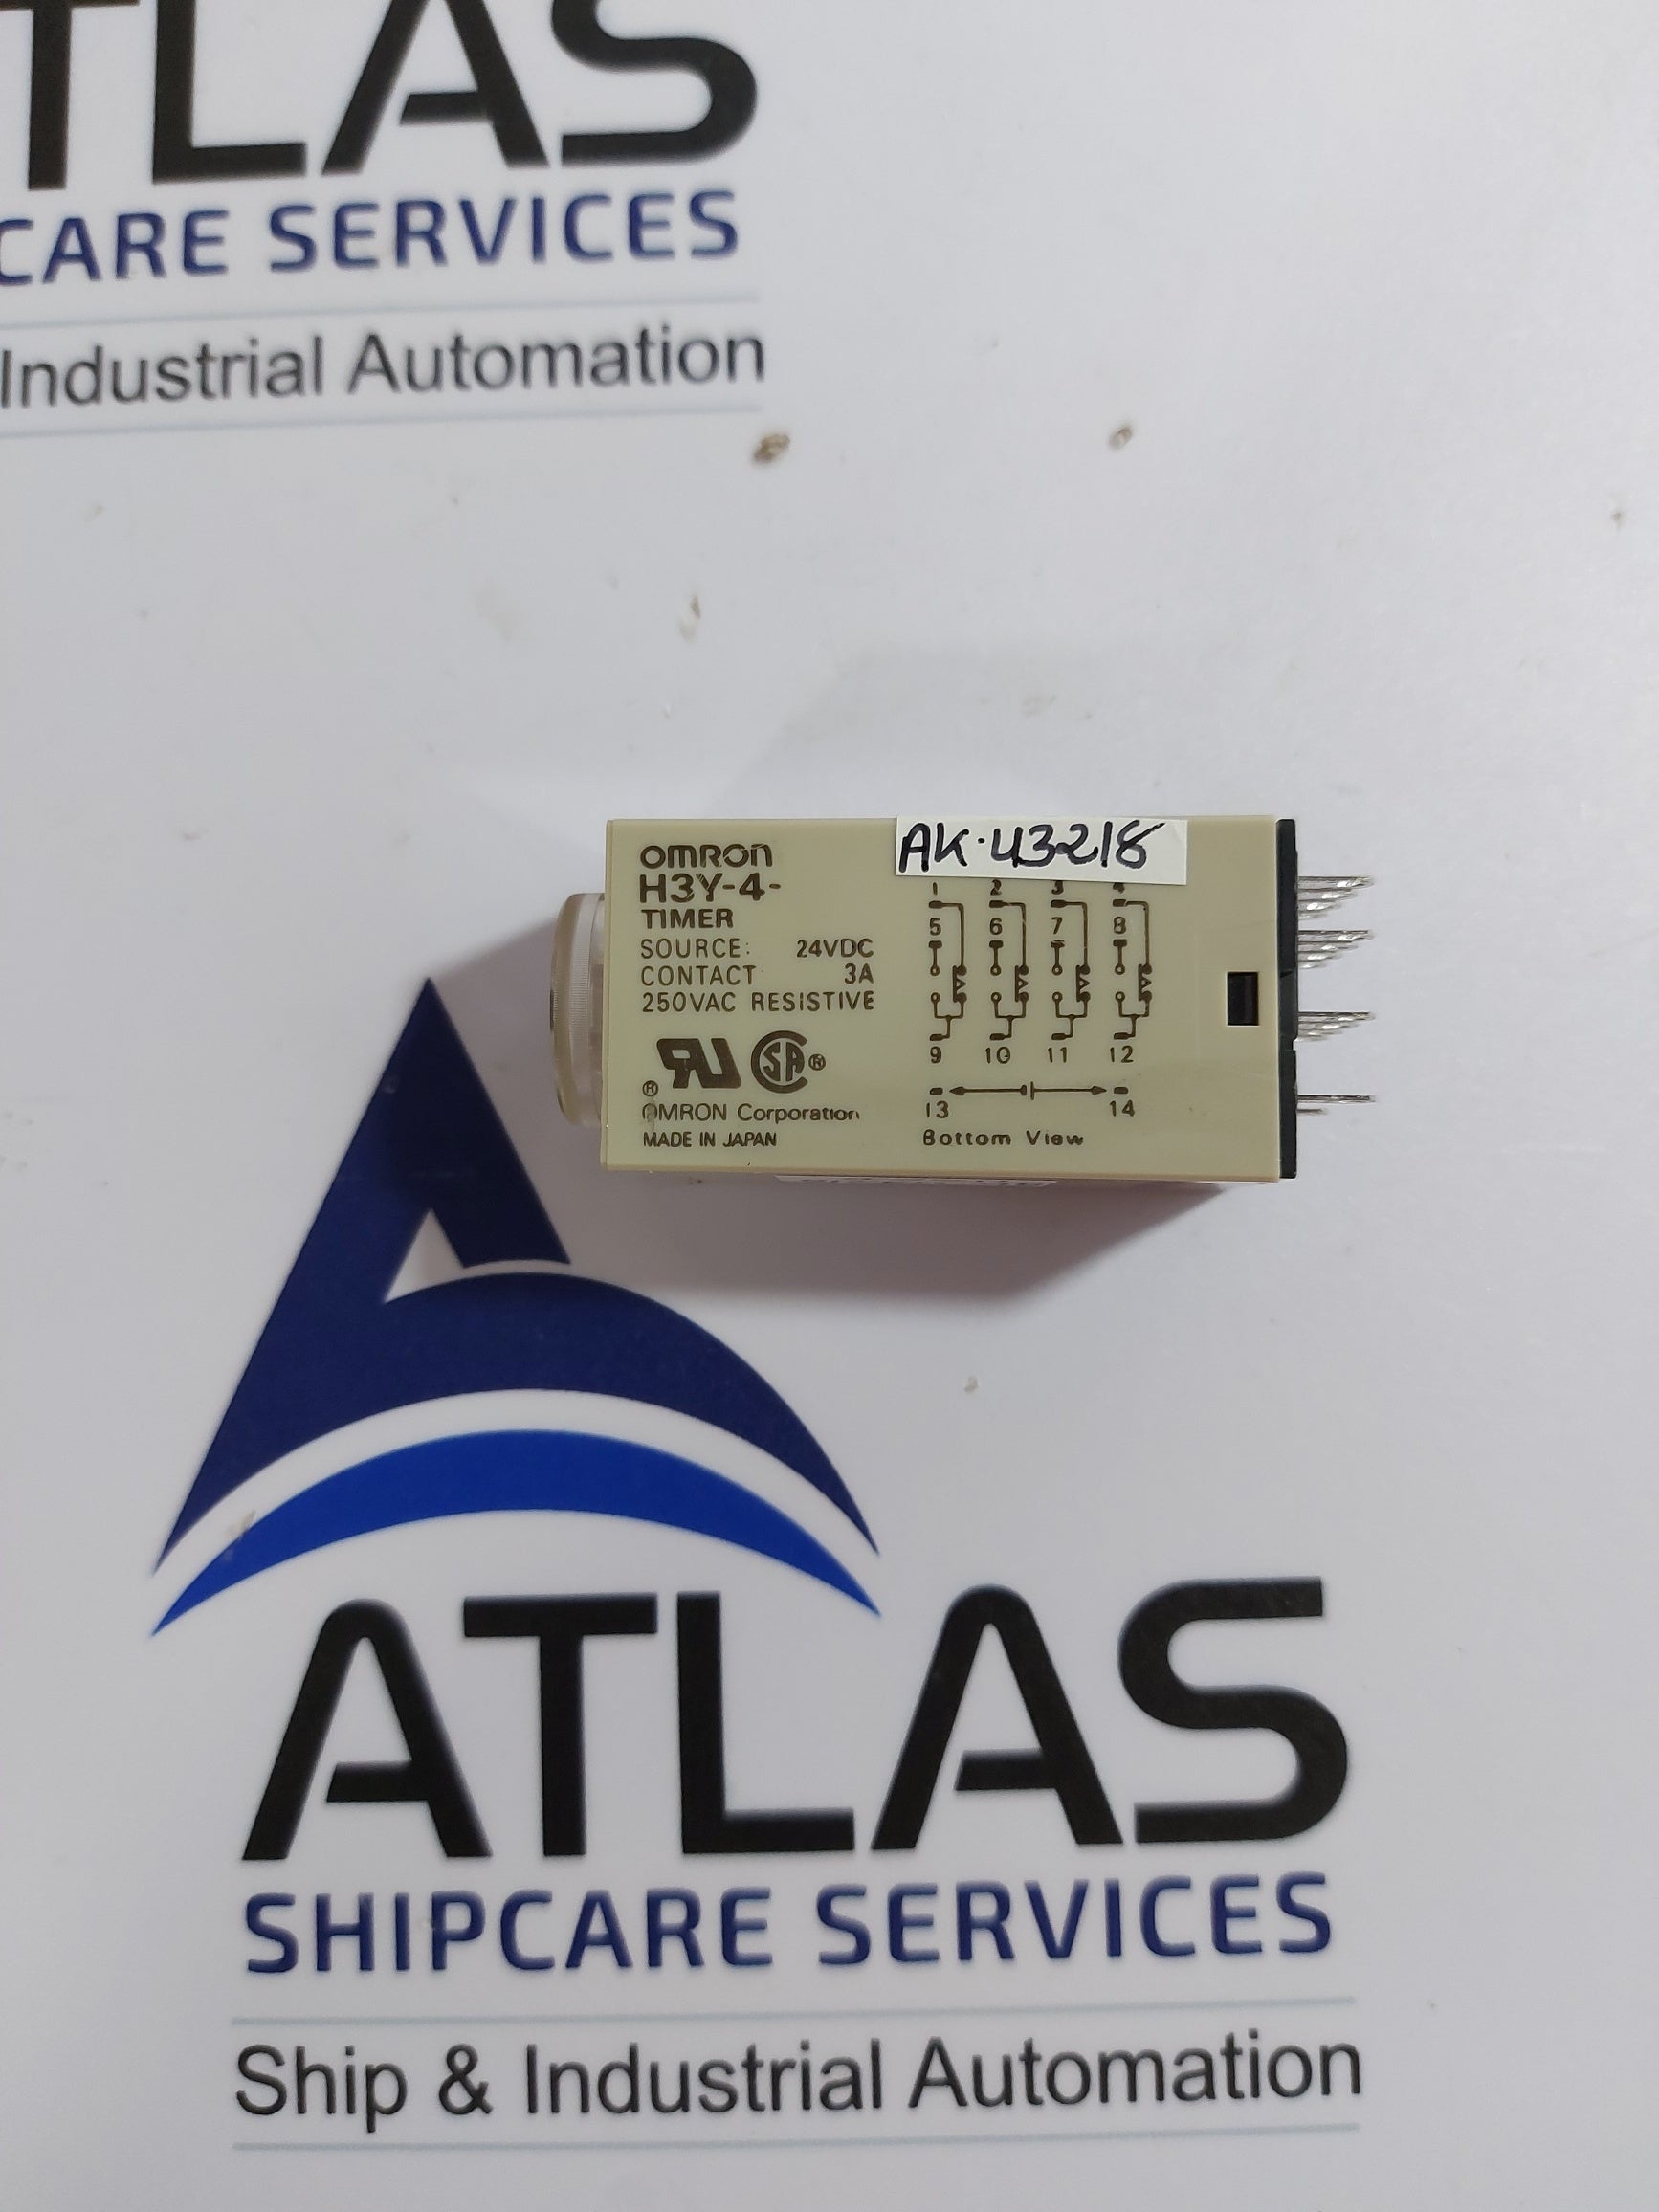 TLAS
CARE SERVICES
Industrial Automation
AK-43218
OMRON
H3Y-4-
TIMER
SOURCE: 24VDC
CONTACT 3A
250VAC RESISTIVE
® RU SA ®
OMRON Corporation
MADE IN JAPAN
1 2 3 4
5 6 7 8
9 10 11 12
13 14
Bottom View
ATLAS
SHIPCARE SERVICES
Ship & Industrial Automation